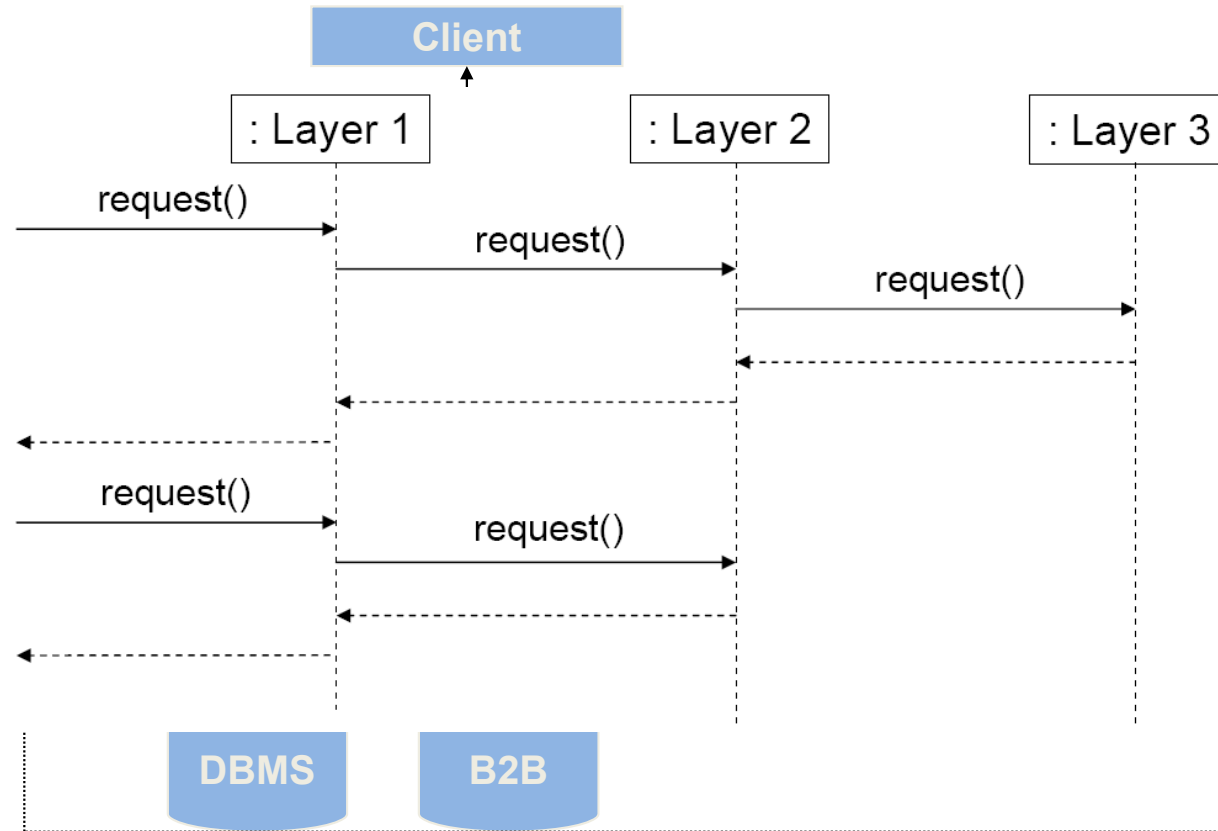 Client
: Layer 1
: Layer 2
: Layer 3
request()
request()
request()
request()
request()
DBMS
B2B